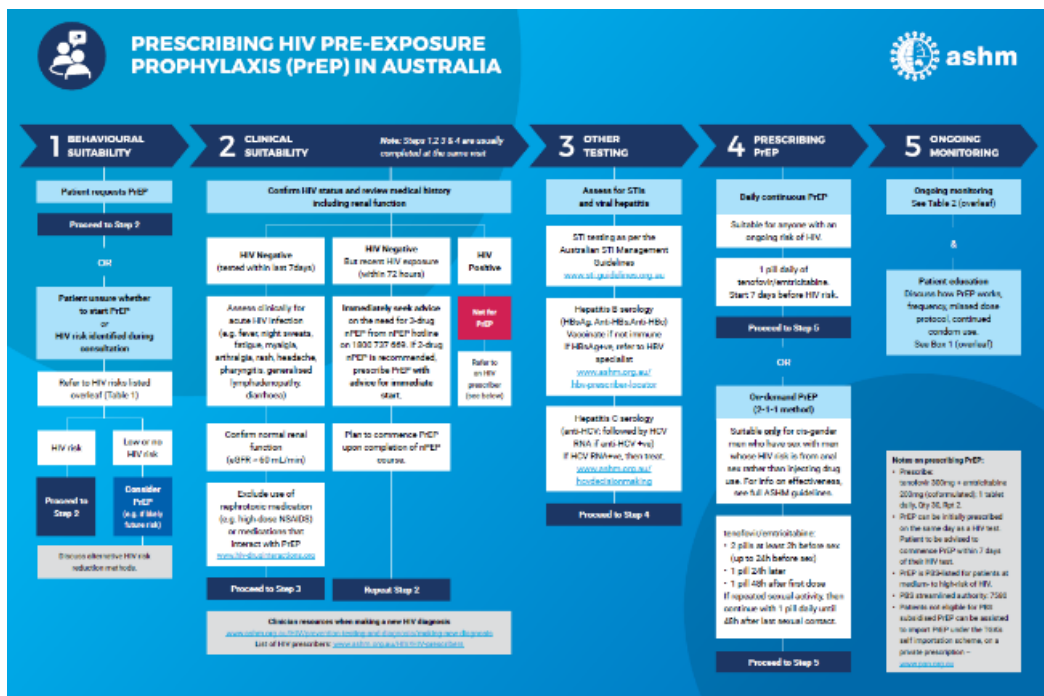 PRESCRIBING HIV PRE-EXPOSURE
PROPHYLAXIS (PrEP) IN AUSTRALIA
ashm
1 BEHAVIOURAL
SUITABILITY
Patient requests PrEP
Proceed to Step 2
OR
Patient unsure whether
to start PrEP
or
HIV risk identified during
consultation
Refer to HIV risks listed
overleaf (Table 1)
HIV risk
Proceed to
Step 2
Low or no
HIV risk
Consider
PrEP
(e.g. if likely
future risk)
Discuss alternative HIV risk
reduction methods.
2 CLINICAL
SUITABILITY
Note: Steps 1,2,3 & 4 are usually
completed at the same visit
Confirm HIV status and review medical history
including renal function
HIV Negative
(tested within last 7days)
Assess clinically for
acute HIV infection
(e.g. fever, night sweats,
fatigue, myalgia,
arthralgia, rash, headache,
pharyngitis, generalised
lymphadenopathy,
diarrhoea)
Confirm normal renal
function
(eGFR > 60 mL/min)
Exclude use of
nephrotoxic medication
(e.g. high-dose NSAIDS)
or medications that
interact with PrEP
www.hiv-druginteractions.org
Proceed to Step 3
HIV Negative
But recent HIV exposure
(within 72 hours)
Immediately seek advice
on the need for 3-drug
nPEP from nPEP hotline
on 1800 737 669. If 3-drug
nPEP is recommended,
prescribe PrEP with
advice for immediate
start.
Plan to commence PrEP
upon completion of nPEP
course.
Repeat Step 2
HIV
Positive
Not for
PrEP
Refer to
an HIV
prescriber
(see below)
Clinician resources when making a new HIV diagnosis
List of HIV prescribers:
3 OTHER
TESTING
Assess for STIs
and viral hepatitis
STI testing as per the
Australian STI Management
Guidelines
www.sti.guidelines.org.au
Hepatitis B serology
(HBsAg, Anti-HBs,Anti-HBc)
Vaccinate if not immune
If HBsAg+ve, refer to HBV
specialist:
www.ashm.org.au/
hbv-prescriber-locator
Hepatitis C serology
(anti-HCV; followed by HCV
RNA if anti-HCV +ve)
If HCV RNA+ve, then treat.
www.ashm.org.au/
hcvdecisionmaking
Proceed to Step 4
4 PRESCRIBING
PrEP
Daily continuous PrEP
Suitable for anyone with an
ongoing risk of HIV.
1 pill daily of
tenofovir/emtricitabine.
Start 7 days before HIV risk.
Proceed to Step 5
OR
On-demand PrEP
(2-1-1 method)
Suitable only for cis-gender
men who have sex with men
whose HIV risk is from anal
sex rather than injecting drug
use. For info on effectiveness,
see full ASHM guidelines.
tenofovir/emtricitabine:
• 2 pills at least 2h before sex
(up to 24h before sex)
• 1 pill 24h later
• 1 pill 48h after first dose
If repeated sexual activity, then
continue with 1 pill daily until
48h after last sexual contact.
Proceed to Step 5
5 ONGOING
MONITORING
Ongoing monitoring
See Table 2 (overleaf)
&
Patient education
Discuss how PrEP works,
frequency, missed dose
protocol, continued
condom use.
See Box 1 (overleaf)
Notes on prescribing PrEP:
• Prescribe:
tenofovir 300mg + emtricitabine
200mg (coformulated); 1 tablet
daily, Qty 30, Rpt 2.
• PrEP can be initially prescribed
on the same day as a HIV test.
Patient to be advised to
commence PrEP within 7 days
of their HIV test.
• PrEP is PBS-listed for patients at
medium- to high-risk of HIV.
• PBS streamlined authority: 7580
• Patients not eligible for PBS
subsidised PrEP can be assisted
to import PrEP under the TGA's
self importation scheme, or on a
private prescription –
www.pan.org.au